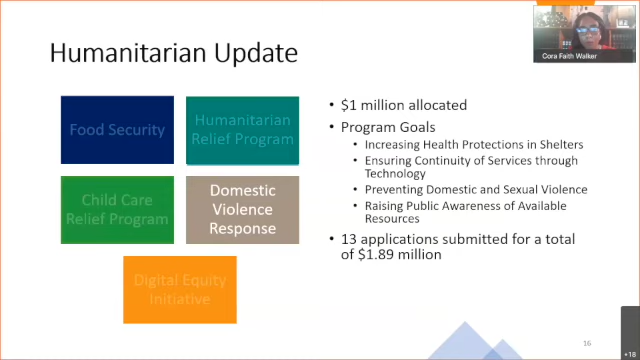 Humanitarian Update
Cora Faith Walker
Food Security
Humanitarian
Relief Program
Child Care
Relief Program
Domestic
Violence
Response
Digital Equity
Initiative
• $1 million allocated
• Program Goals
• Increasing Health Protections in Shelters
• Ensuring Continuity of Services through
Technology
• Preventing Domestic and Sexual Violence
• Raising Public Awareness of Available
Resources
• 13 applications submitted for a total
of $1.89 million
16
+18